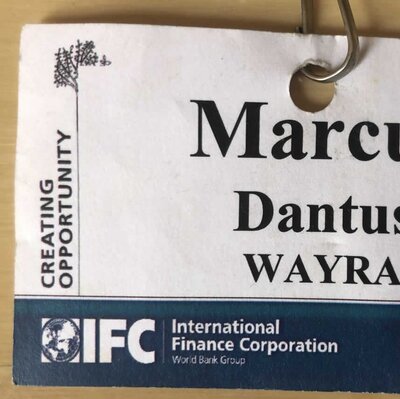 CREATING
OPPORTUNITY
Marcu
Dantus
WAYRA
IFC
International
Finance Corporation
World Bank Group